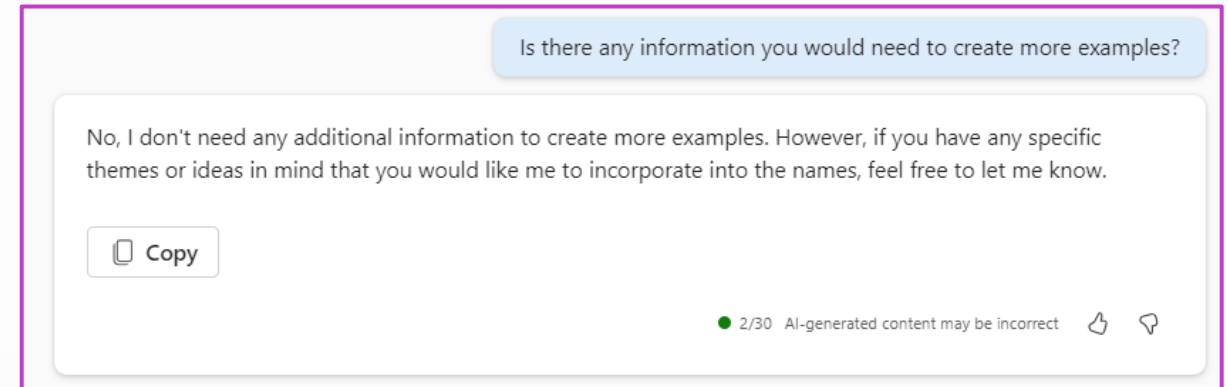 Is there any information you would need to create more examples?
No, I don't need any additional information to create more examples. However, if you have any specific
themes or ideas in mind that you would like me to incorporate into the names, feel free to let me know.
Copy
2/30 AI-generated content may be incorrect